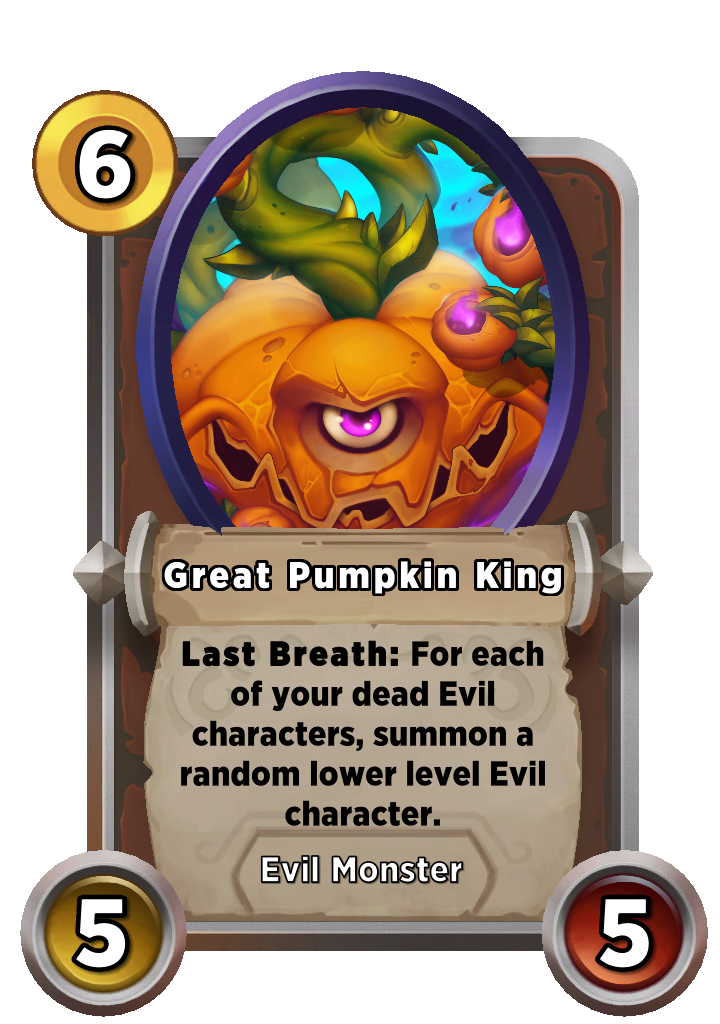 6
Great Pumpkin King
Last Breath: For each
of your dead Evil
characters, summon a
random lower level Evil
character.
Evil Monster
5
5